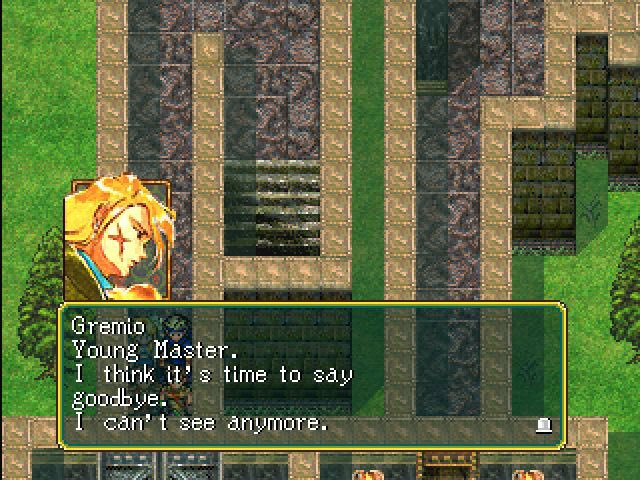 Gremio
Young Master.
I think it's time to say
goodbye.
I can't see anymore.